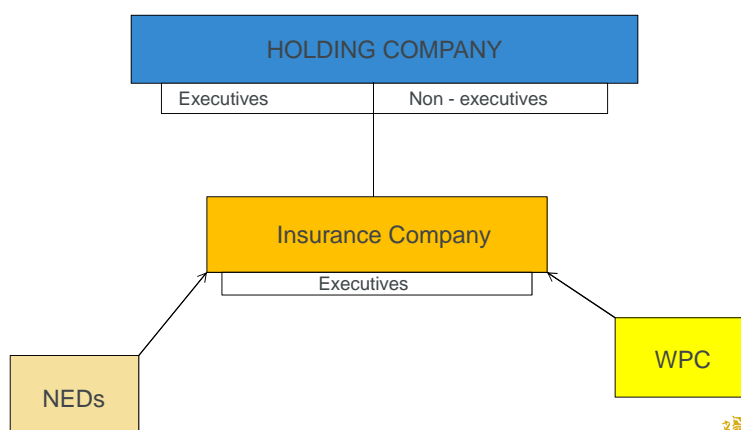 HOLDING COMPANY
Executives
Non - executives
Insurance Company
Executives
WPC
NEDs